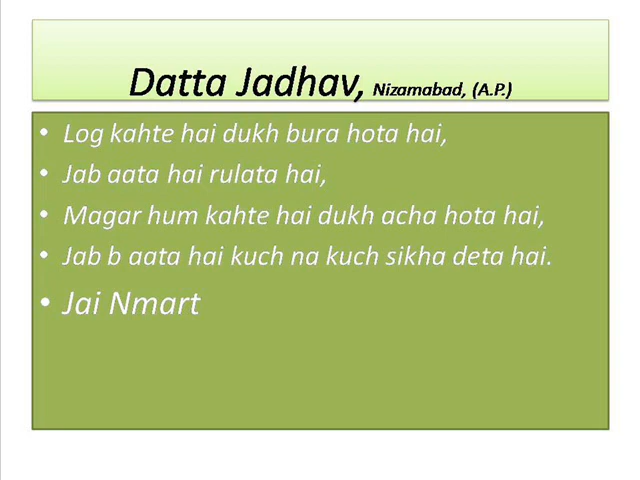 Datta Jadhav, Nizamabad, (A.P.)
• Log kahte hai dukh bura hota hai,
• Jab aata hai rulata hai,
• Magar hum kahte hai dukh acha hota hai,
• Jab b aata hai kuch na kuch sikha deta hai.
• Jai Nmart